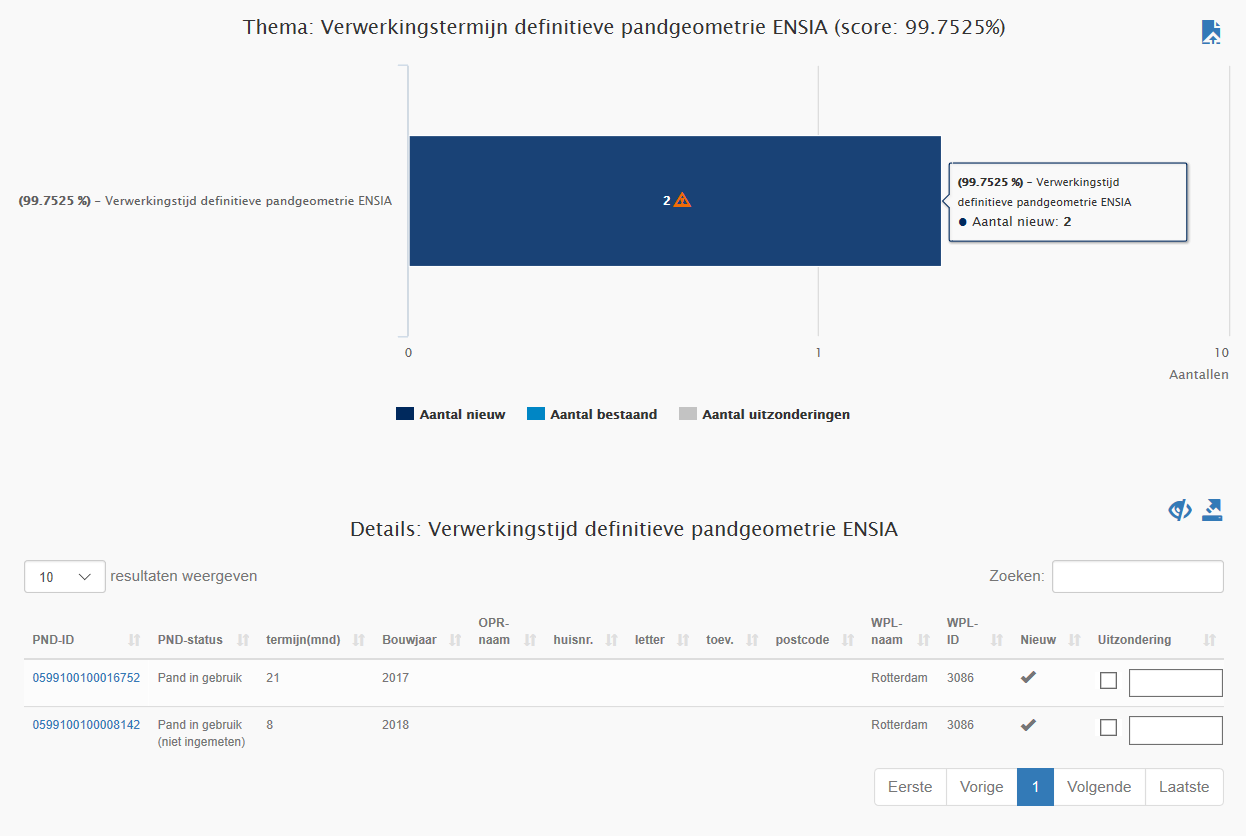 Thema: Verwerkingstermijn definitieve pandgeometrie ENSIA (score: 99.7525%)
(99.7525 %) – Verwerkingstijd definitieve pandgeometrie ENSIA
2
(99.7525 %) – Verwerkingstijd
definitieve pandgeometrie ENSIA
● Aantal nieuw: 2
0 1 10
Aantallen
Aantal nieuw Aantal bestaand Aantal uitzonderingen
Details: Verwerkingstijd definitieve pandgeometrie ENSIA
10 resultaten weergeven Zoeken:
PND-ID PND-status termijn(mnd) Bouwjaar OPR-naam huisnr. letter toev. postcode WPL-naam WPL-ID Nieuw Uitzondering
0599100100016752 Pand in gebruik 21 2017 Rotterdam 3086 ✔
0599100100008142 Pand in gebruik 8 2018 Rotterdam 3086 ✔
(niet ingemeten)
Eerste Vorige 1 Volgende Laatste